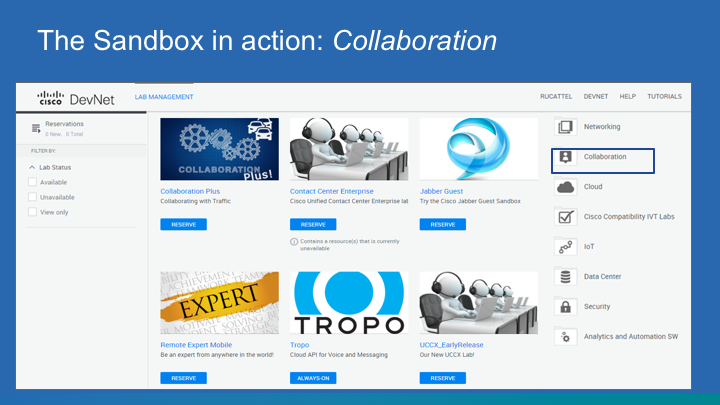 The Sandbox in action: Collaboration
CISCO DevNet
LAB MANAGEMENT
RUCATTEL DEVNET HELP TUTORIALS
Reservations
0 New, 0 Total
FILTER BY:
Lab Status
Available
Unavailable
View only
COLLABORATION
Plus!
Collaboration Plus
Collaborating with Traffic
RESERVE
Contact Center Enterprise
Cisco Unified Contact Center Enterprise lal
RESERVE
Contains a resource(s) that is currently
unavailable
Jabber Guest
Try the Cisco Jabber Guest Sandbox
RESERVE
EXPERT
Remote Expert Mobile
Be an expert from anywhere in the world!
RESERVE
TROPO
Tropo
Cloud API for Voice and Messaging
ALWAYS-ON
UCCX_EarlyRelease
Our New UCCX Lab!
RESERVE
Networking
Collaboration
Cloud
Cisco Compatibility IVT Labs
IoT
Data Center
Security
Analytics and Automation SW